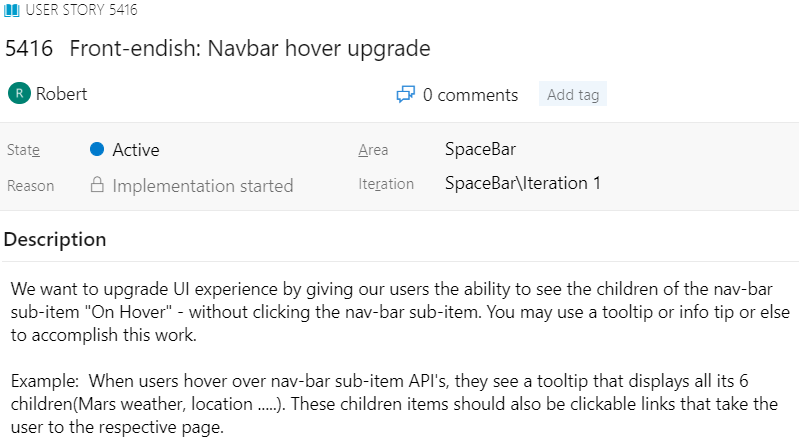 USER STORY 5416
5416 Front-endish: Navbar hover upgrade
R Robert 0 comments Add tag
State Active Area SpaceBar
Reason Implementation started Iteration SpaceBar\Iteration 1
Description
We want to upgrade UI experience by giving our users the ability to see the children of the nav-bar
sub-item "On Hover" - without clicking the nav-bar sub-item. You may use a tooltip or info tip or else
to accomplish this work.
Example: When users hover over nav-bar sub-item API's, they see a tooltip that displays all its 6
children(Mars weather, location .....). These children items should also be clickable links that take the
user to the respective page.